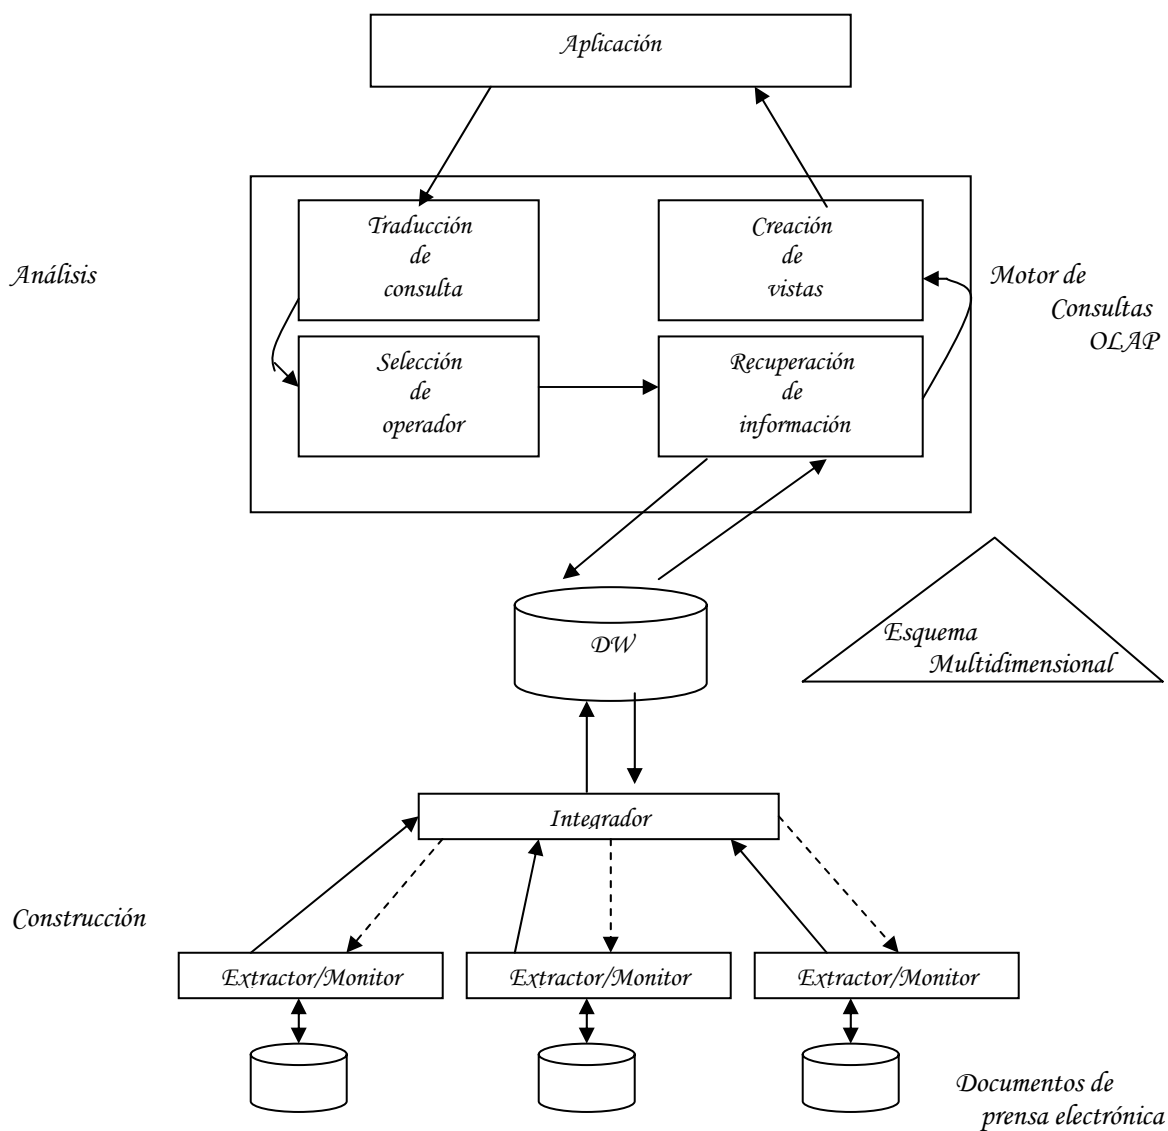 Aplicación
Traducción
de
consulta
Creación
de
vistas
Análisis
Motor de
Consultas
OLAP
Selección
de
operador
Recuperación
de
información
Esquema
Multidimensional
DW
Integrador
Construcción
Extractor/Monitor
Extractor/Monitor
Extractor/Monitor
Documentos de
prensa electrónica